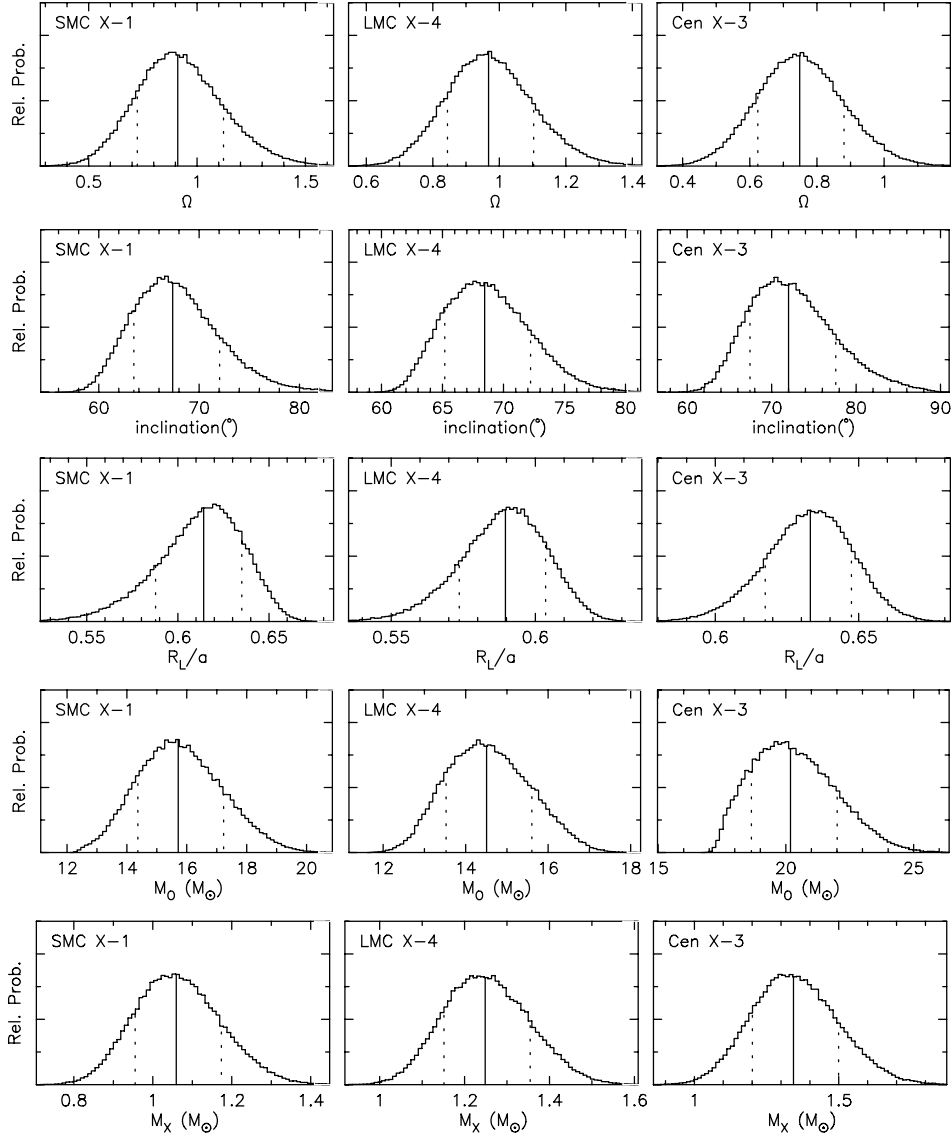 SMC X-1 LMC X-4 Cen X-3
Rel. Prob.
0.5 1 1.5 0.6 0.8 1 1.2 1.4 0.4 0.6 0.8 1
Ω Ω Ω
SMC X-1 LMC X-4 Cen X-3
Rel. Prob.
60 70 80 60 65 70 75 80 60 70 80 90
inclination(°) inclination(°) inclination(°)
SMC X-1 LMC X-4 Cen X-3
Rel. Prob.
0.55 0.6 0.65 0.55 0.6 0.6 0.65
R_L/a R_L/a R_L/a
SMC X-1 LMC X-4 Cen X-3
Rel. Prob.
12 14 16 18 20 12 14 16 18 15 20 25
M_O (M_⊙) M_O (M_⊙) M_O (M_⊙)
SMC X-1 LMC X-4 Cen X-3
Rel. Prob.
0.8 1 1.2 1.4 1 1.2 1.4 1.6 1 1.5
M_X (M_⊙) M_X (M_⊙) M_X (M_⊙)